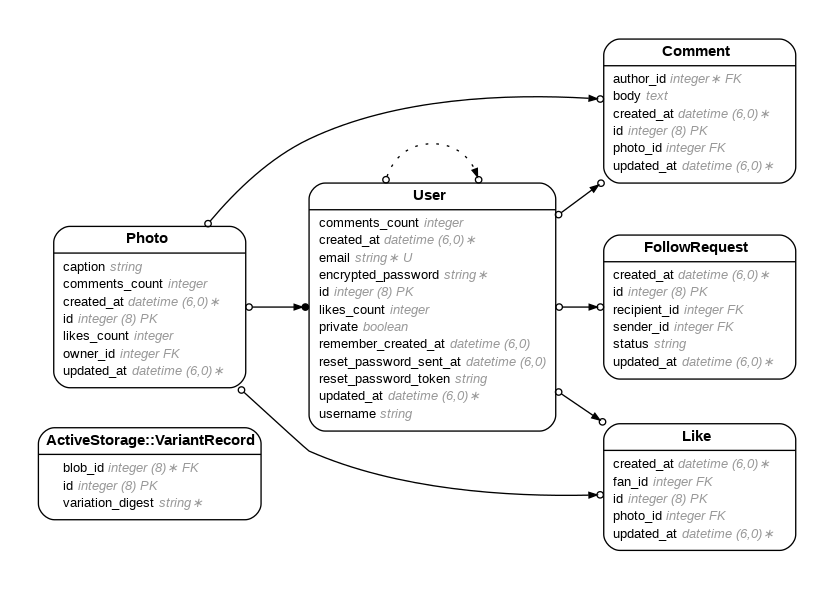 Photo
caption string
comments_count integer
created_at datetime (6,0)∗
id integer (8) PK
likes_count integer
owner_id integer FK
updated_at datetime (6,0)∗
ActiveStorage::VariantRecord
blob_id integer (8)∗ FK
id integer (8) PK
variation_digest string∗
User
comments_count integer
created_at datetime (6,0)∗
email string∗ U
encrypted_password string∗
id integer (8) PK
likes_count integer
private boolean
remember_created_at datetime (6,0)
reset_password_sent_at datetime (6,0)
reset_password_token string
updated_at datetime (6,0)∗
username string
Comment
author_id integer∗ FK
body text
created_at datetime (6,0)∗
id integer (8) PK
photo_id integer FK
updated_at datetime (6,0)∗
FollowRequest
created_at datetime (6,0)∗
id integer (8) PK
recipient_id integer FK
sender_id integer FK
status string
updated_at datetime (6,0)∗
Like
created_at datetime (6,0)∗
fan_id integer FK
id integer (8) PK
photo_id integer FK
updated_at datetime (6,0)∗